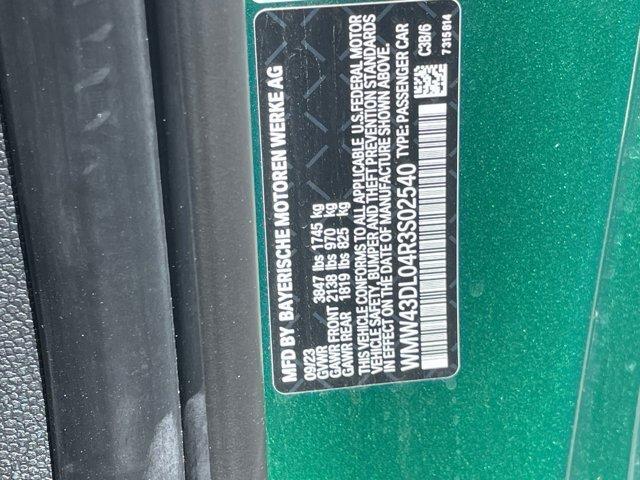 MFD BY BAYERISCHE MOTOREN WERKE AG
09/23
GVWR 3847 lbs 1745 kg
GAWR FRONT 2138 lbs 970 kg
GAWR REAR 1819 lbs 825 kg
THIS VEHICLE CONFORMS TO ALL APPLICABLE U.S.FEDERAL MOTOR
VEHICLE SAFETY, BUMPER AND THEFT PREVENTION STANDARDS
IN EFFECT ON THE DATE OF MANUFACTURE SHOWN ABOVE.
WMW43DL04R3S02540 TYPE: PASSENGER CAR
C3B/6
7315814